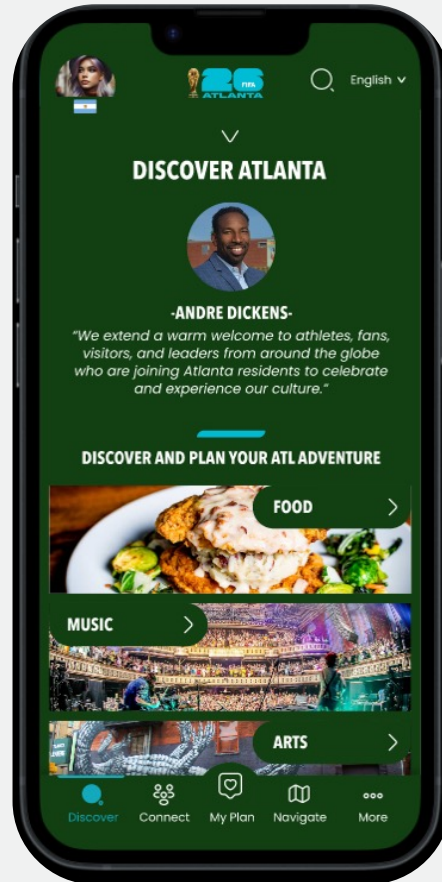 26
FIFA
ATLANTA
English
DISCOVER ATLANTA
-ANDRE DICKENS-
“We extend a warm welcome to athletes, fans,
visitors, and leaders from around the globe
who are joining Atlanta residents to celebrate
and experience our culture.”
DISCOVER AND PLAN YOUR ATL ADVENTURE
FOOD
MUSIC
ARTS
Discover
Connect
My Plan
Navigate
More